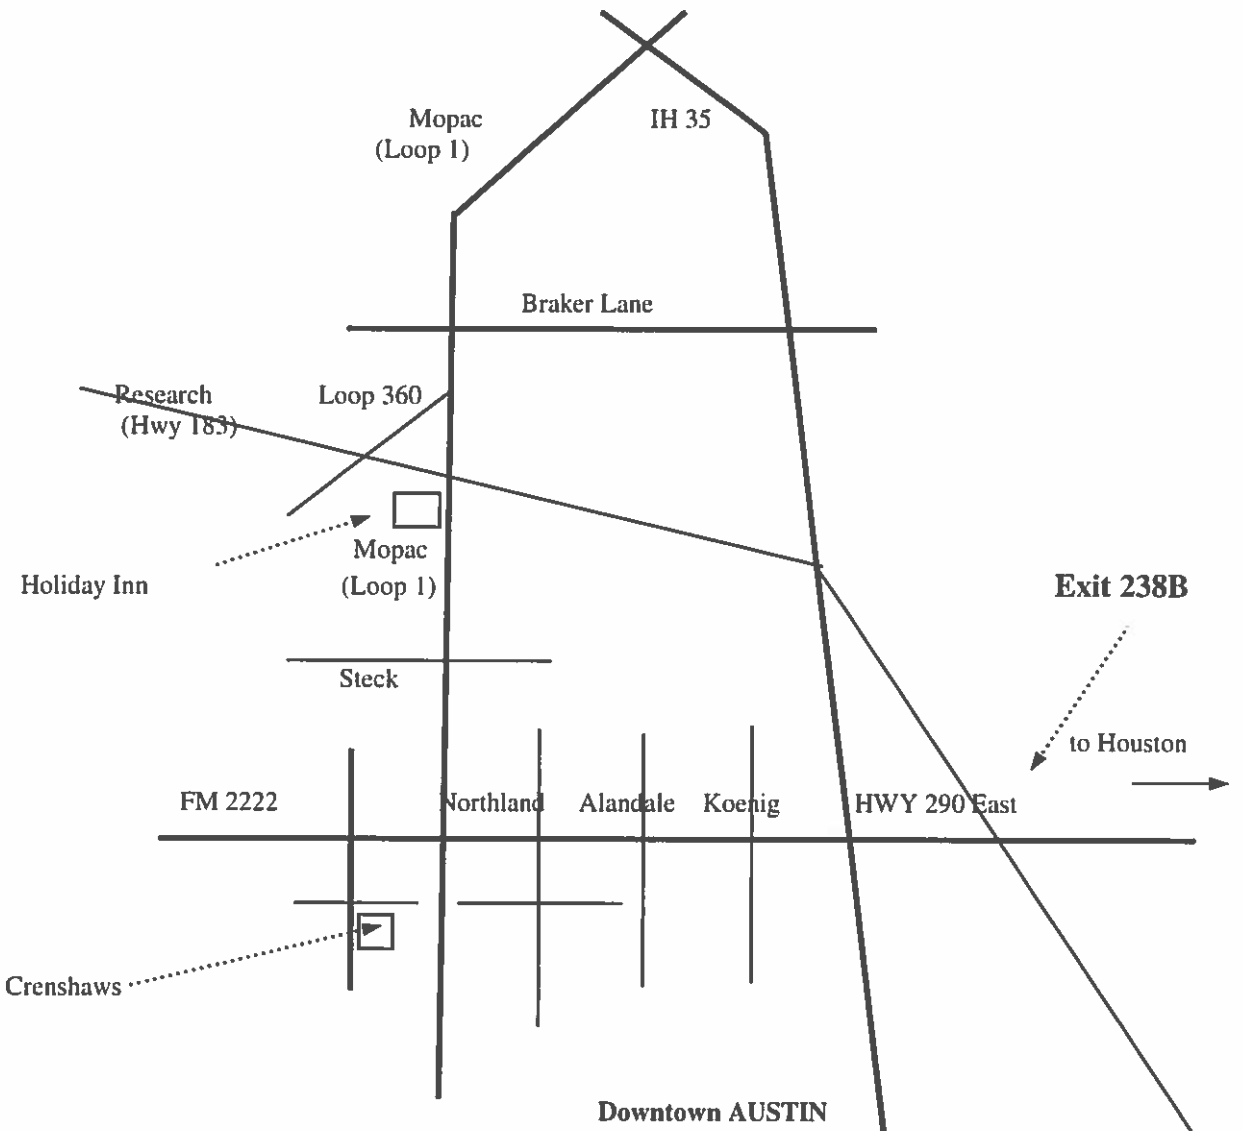 Mopac
(Loop 1)
IH 35
Braker Lane
Research
(Hwy 183)
Loop 360
Mopac
(Loop 1)
Holiday Inn
Exit 238B
Steck
to Houston
FM 2222
Northland
Alandale
Koenig
HWY 290 East
Crenshaws
Downtown AUSTIN